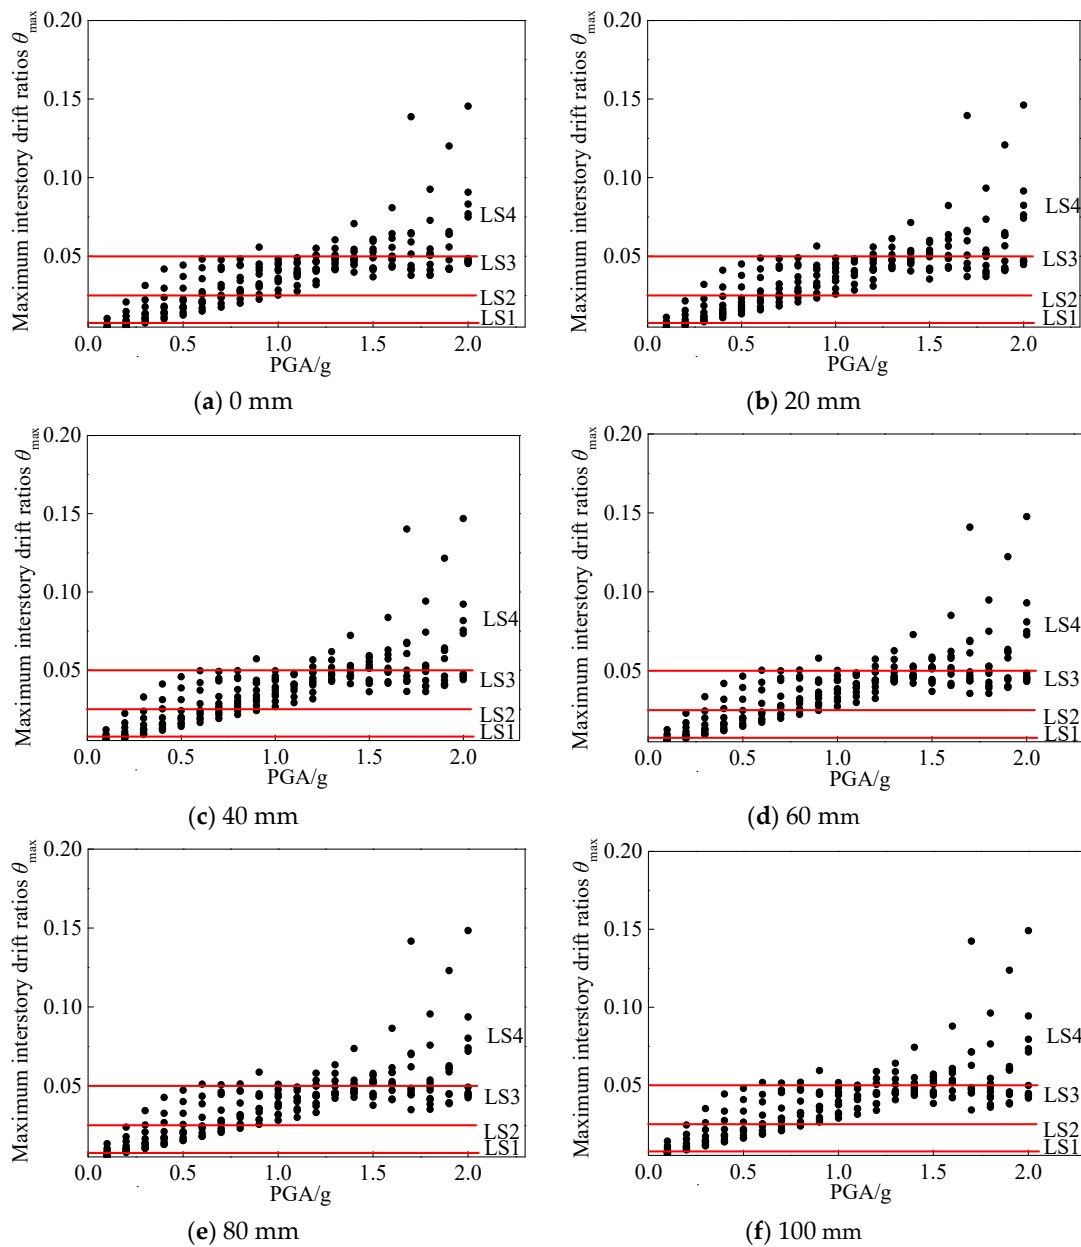 Maximum interstory drift ratios θmax
0.20
0.15
0.10
0.05
LS4
LS3
LS2
LS1
0.0 0.5 1.0 1.5 2.0
PGA/g
(a) 0 mm
Maximum interstory drift ratios θmax
0.20
0.15
0.10
0.05
LS4
LS3
LS2
LS1
0.0 0.5 1.0 1.5 2.0
PGA/g
(b) 20 mm
Maximum interstory drift ratios θmax
0.20
0.15
0.10
0.05
LS4
LS3
LS2
LS1
0.0 0.5 1.0 1.5 2.0
PGA/g
(c) 40 mm
Maximum interstory drift ratios θmax
0.20
0.15
0.10
0.05
LS4
LS3
LS2
LS1
0.0 0.5 1.0 1.5 2.0
PGA/g
(d) 60 mm
Maximum interstory drift ratios θmax
0.20
0.15
0.10
0.05
LS4
LS3
LS2
LS1
0.0 0.5 1.0 1.5 2.0
PGA/g
(e) 80 mm
Maximum interstory drift ratios θmax
0.20
0.15
0.10
0.05
LS4
LS3
LS2
LS1
0.0 0.5 1.0 1.5 2.0
PGA/g
(f) 100 mm